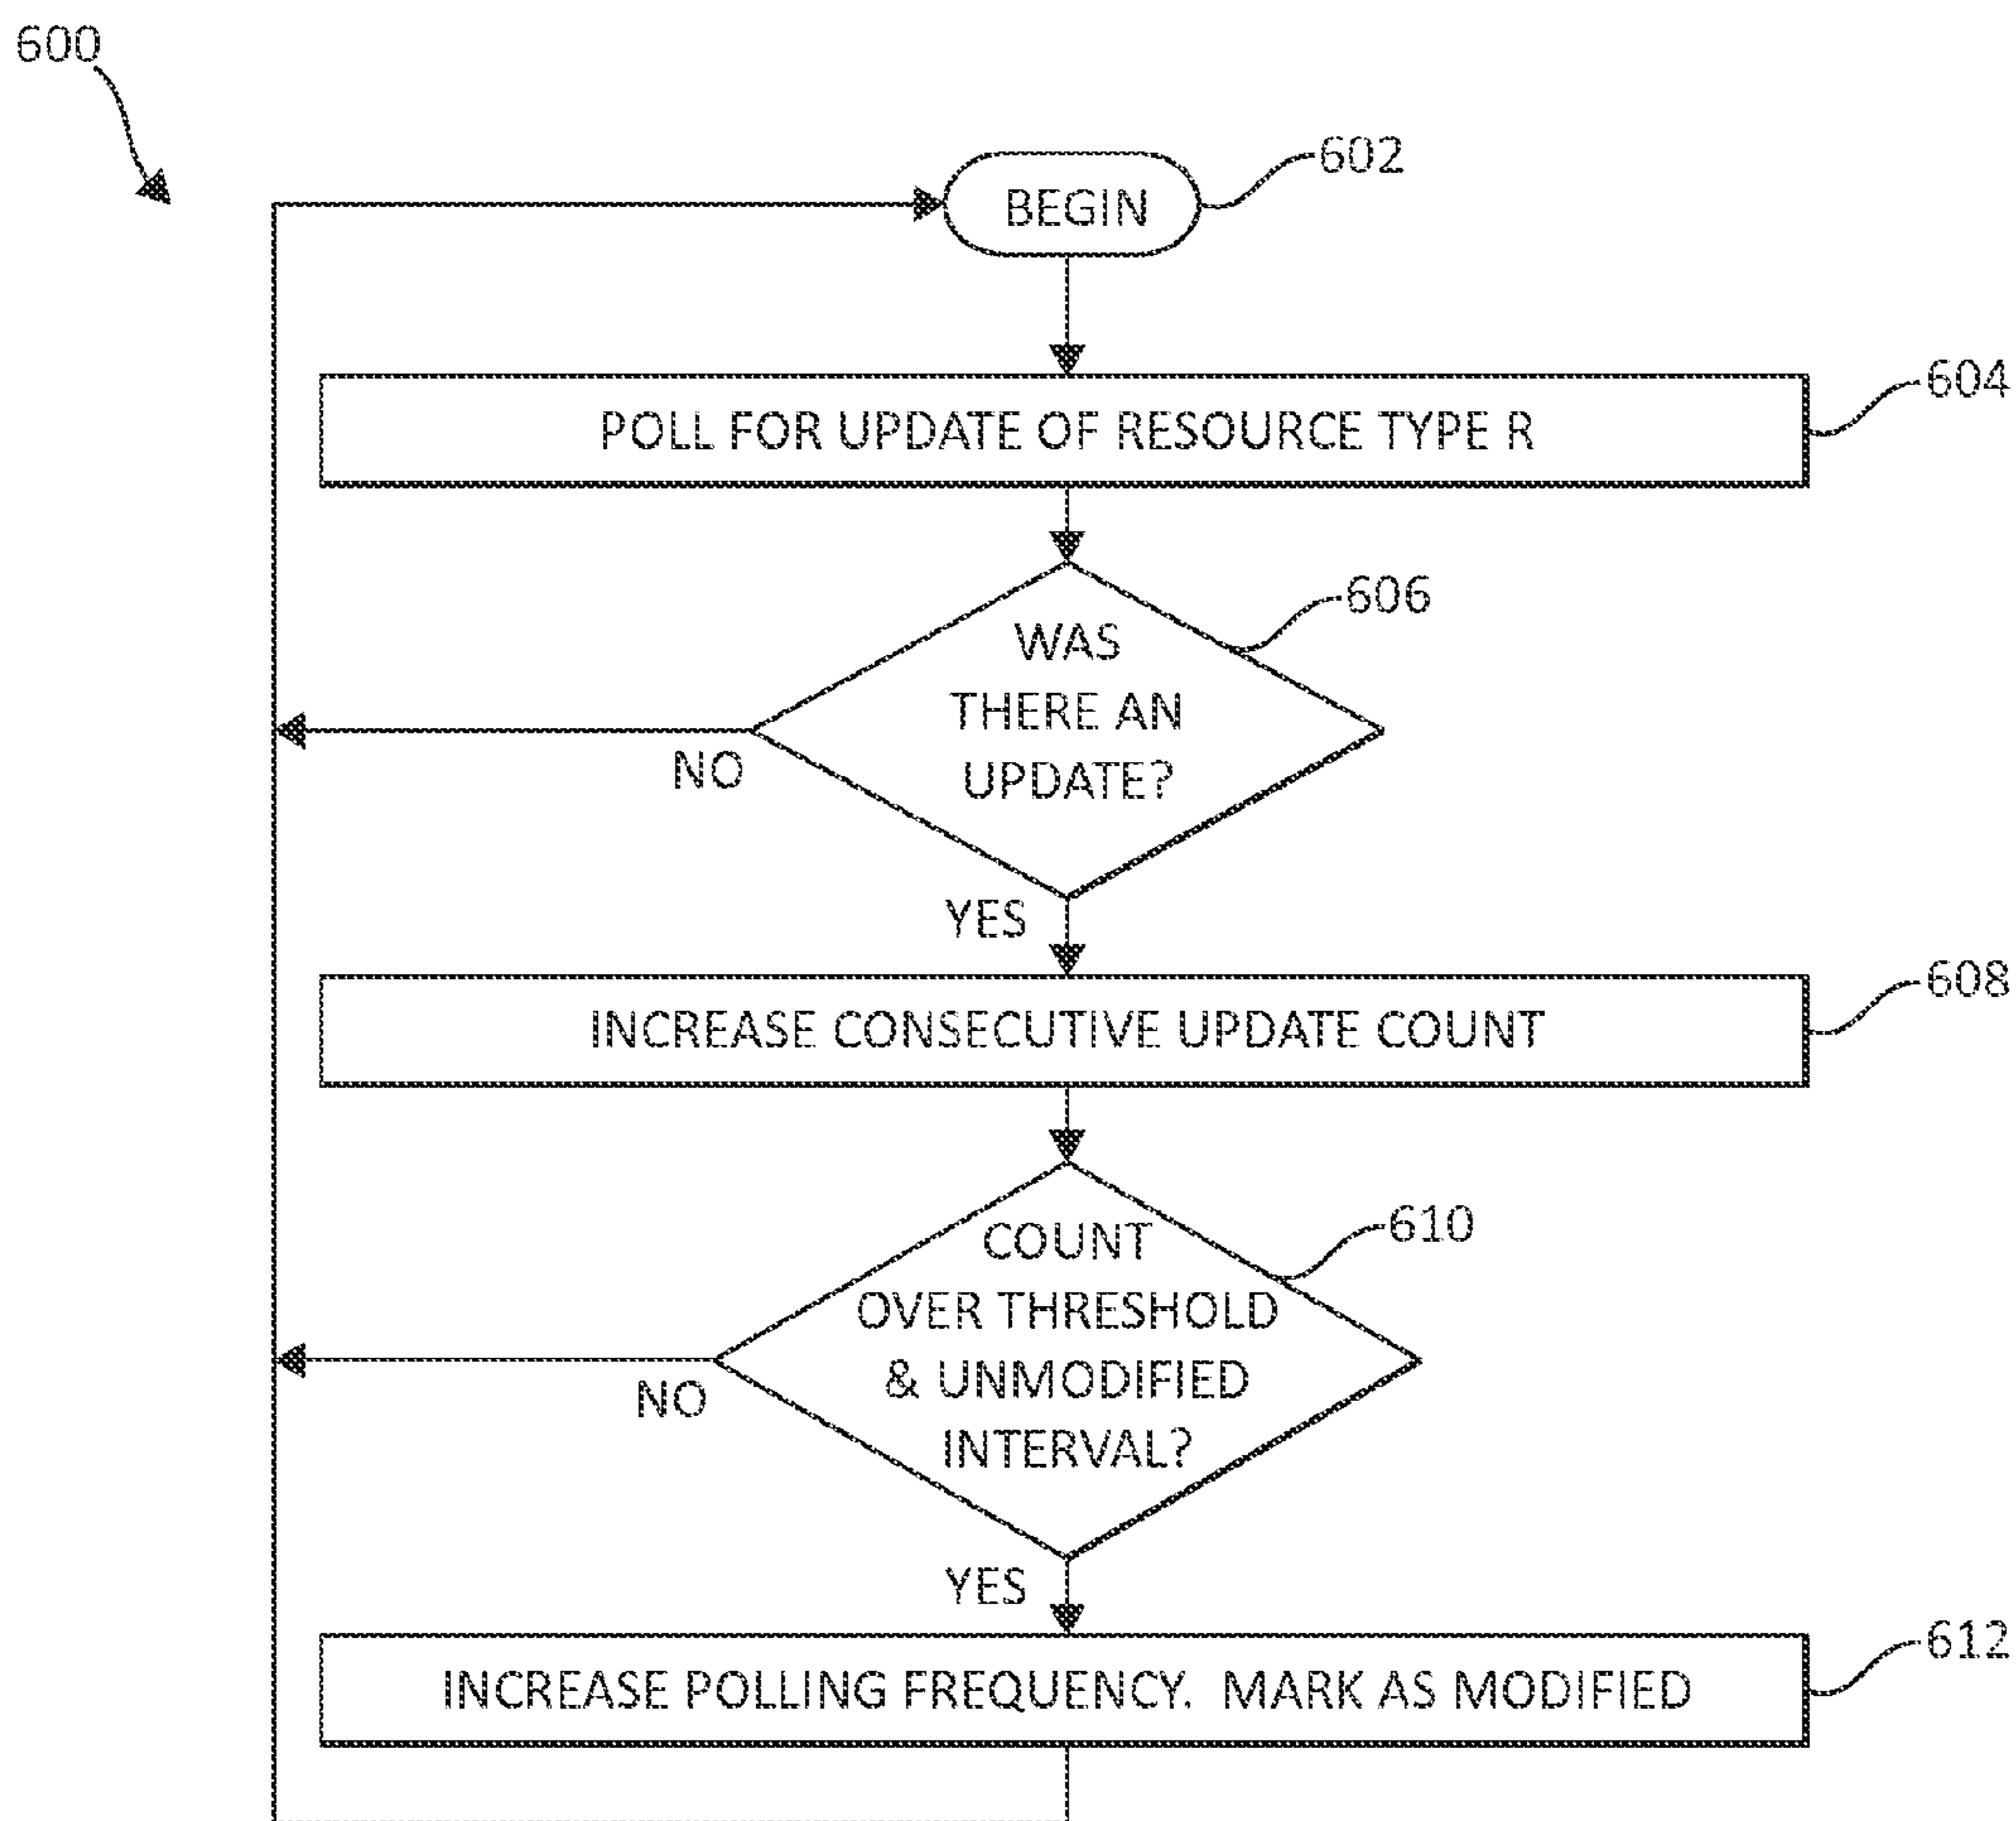 600
602
BEGIN
604
POLL FOR UPDATE OF RESOURCE TYPE R
606
WAS
THERE AN
UPDATE?
NO
YES
608
INCREASE CONSECUTIVE UPDATE COUNT
610
COUNT
OVER THRESHOLD
& UNMODIFIED
INTERVAL?
NO
YES
612
INCREASE POLLING FREQUENCY.  MARK AS MODIFIED